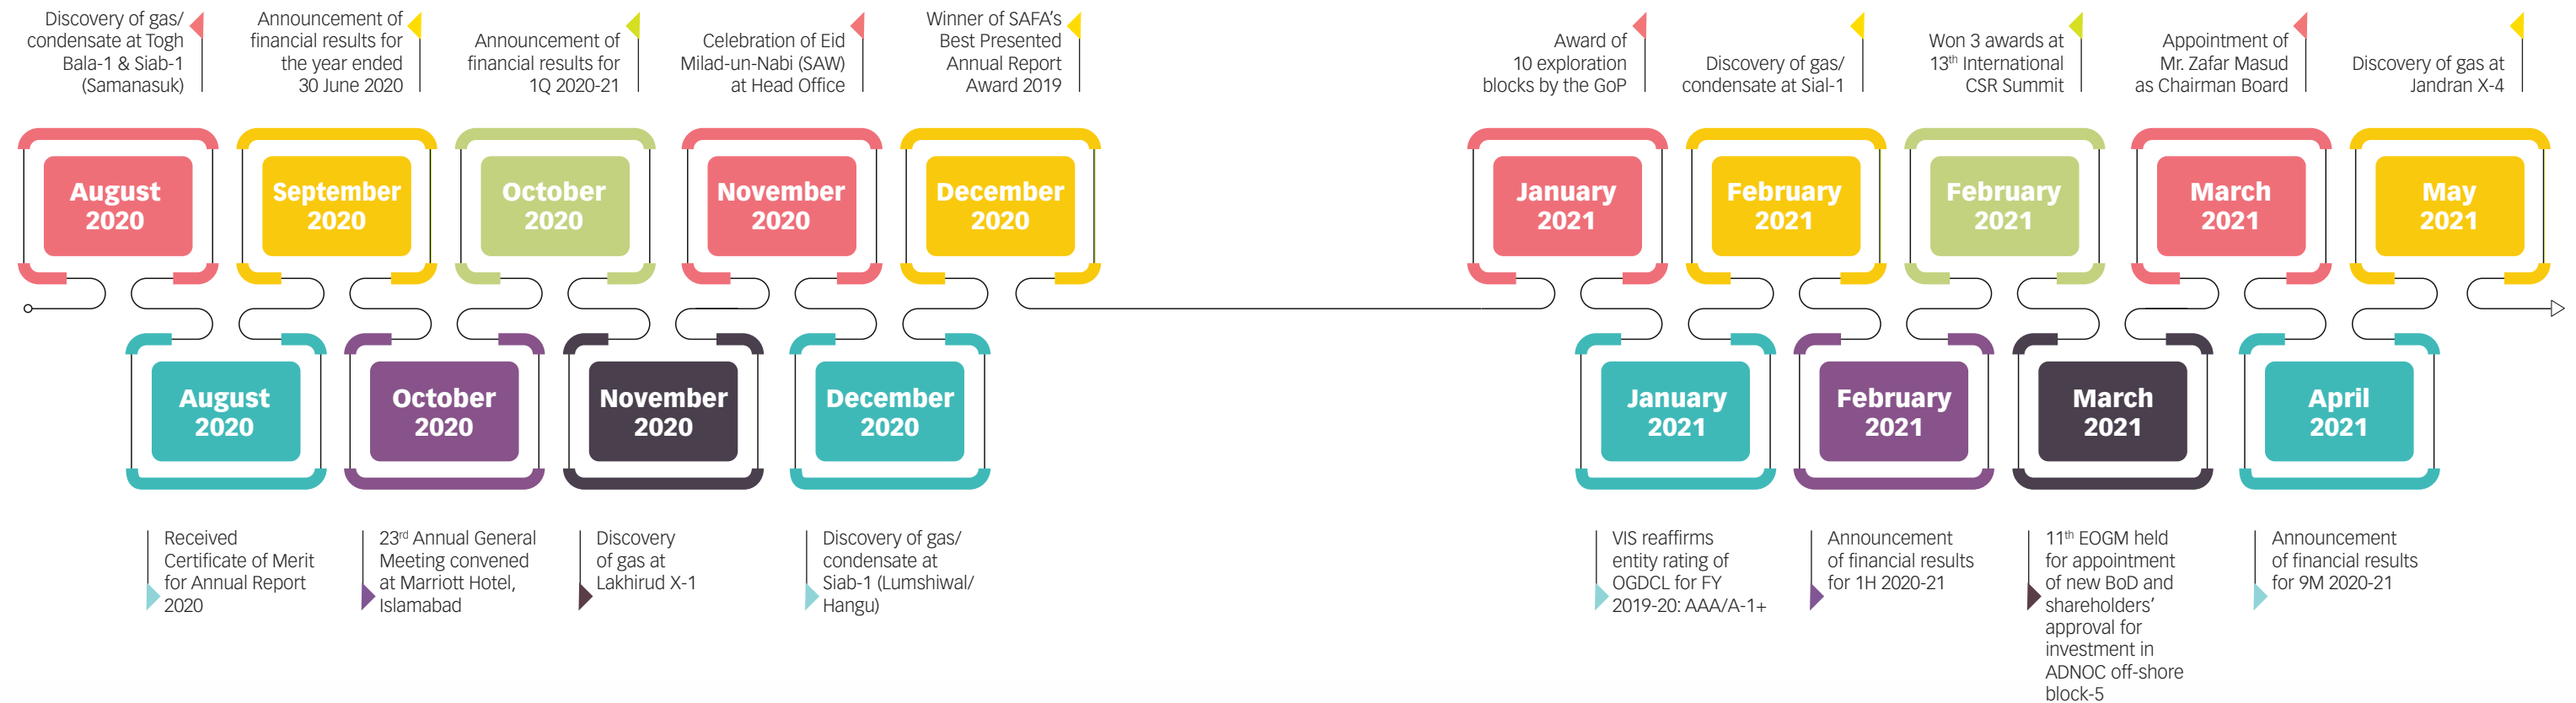 Discovery of gas/
condensate at Togh
Bala-1 & Siab-1
(Samanasuk)
August
2020
Received
Certificate of Merit
for Annual Report
2020
August
2020
Announcement of
financial results for
the year ended
30 June 2020
September
2020
23rd Annual General
Meeting convened
at Marriott Hotel,
Islamabad
October
2020
Announcement of
financial results for
1Q 2020-21
October
2020
Discovery
of gas at
Lakhirud X-1
November
2020
Celebration of Eid
Milad-un-Nabi (SAW)
at Head Office
November
2020
Discovery of gas/
condensate at
Siab-1 (Lumshiwal/
Hangu)
December
2020
Winner of SAFA's
Best Presented
Annual Report
Award 2019
December
2020
Award of
10 exploration
blocks by the GoP
January
2021
VIS reaffirms
entity rating of
OGDCL for FY
2019-20: AAA/A-1+
January
2021
Discovery of gas/
condensate at Sial-1
February
2021
Announcement
of financial results
for 1H 2020-21
February
2021
Won 3 awards at
13th International
CSR Summit
February
2021
11th EOGM held
for appointment
of new BoD and
shareholders'
approval for
investment in
ADNOC off-shore
block-5
March
2021
Appointment of
Mr. Zafar Masud
as Chairman Board
March
2021
Announcement
of financial results
for 9M 2020-21
April
2021
Discovery of gas at
Jandran X-4
May
2021